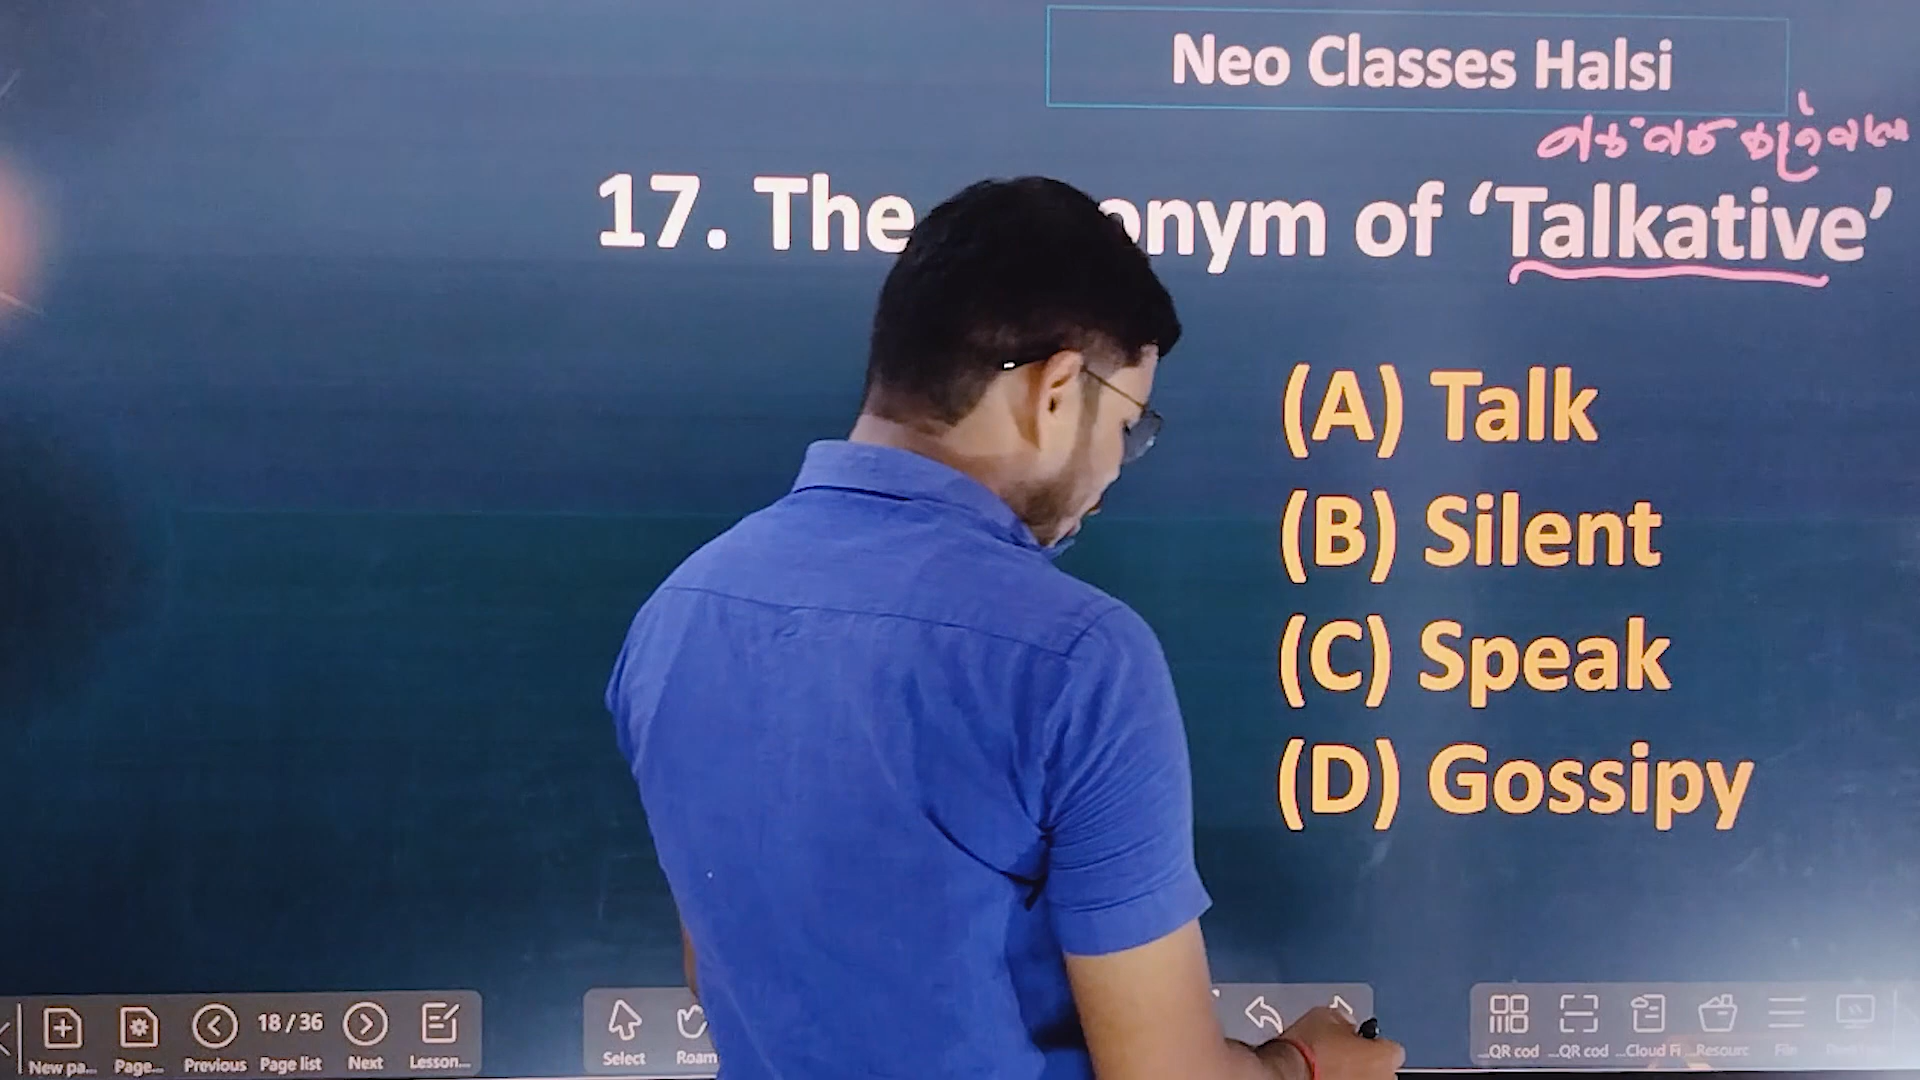 Neo Classes Halsi
17. The onym of ‘Talkative’
(A) Talk
(B) Silent
(C) Speak
(D) Gossipy
18/36
New pa... Page... Previous Page list Next Lesson... Select Roam ...QR cod ...QR cod ...Cloud Fi ...Resourc